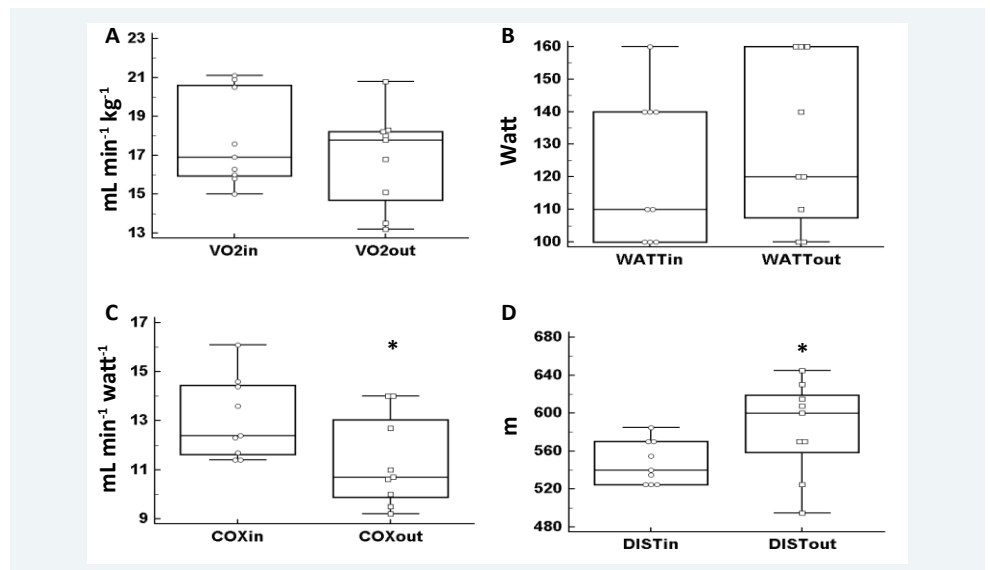 A
mL min⁻¹ kg⁻¹
23
21
19
17
15
13
VO2in
VO2out
B
Watt
160
140
130
120
110
100
WATTin
WATTout
C
mL min⁻¹ watt⁻¹
17
15
13
11
9
*
COXin
COXout
D
m
680
640
600
560
520
480
*
DISTin
DISTout